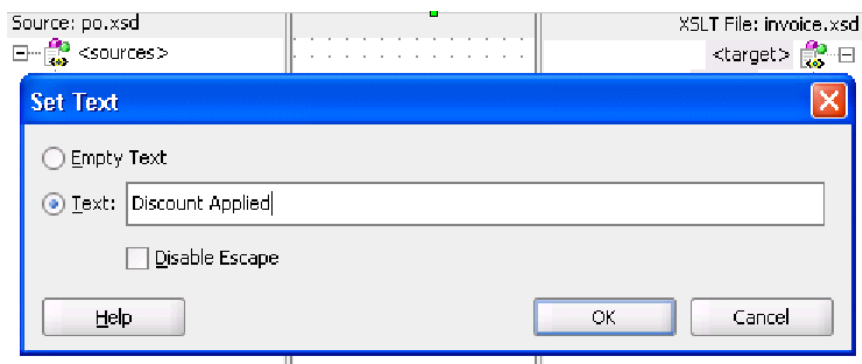 Source: po.xsd XSLT File: invoice.xsd
<sources> <target>
Set Text
Empty Text
Text: Discount Applied
Disable Escape
Help OK Cancel